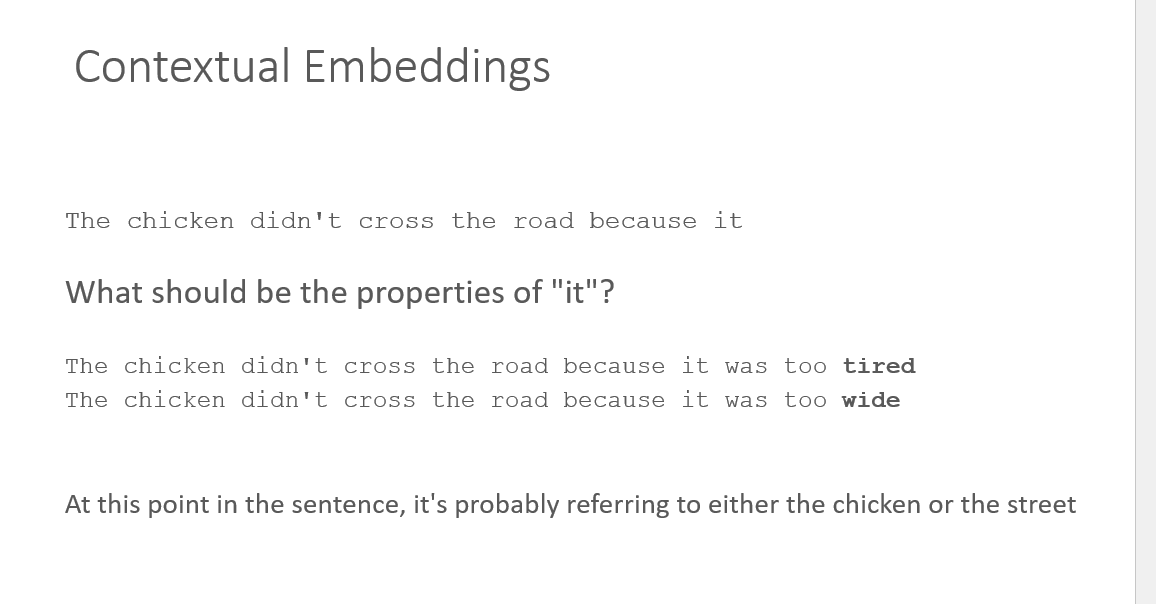 Contextual Embeddings
The chicken didn't cross the road because it
What should be the properties of "it"?
The chicken didn't cross the road because it was too tired
The chicken didn't cross the road because it was too wide
At this point in the sentence, it's probably referring to either the chicken or the street